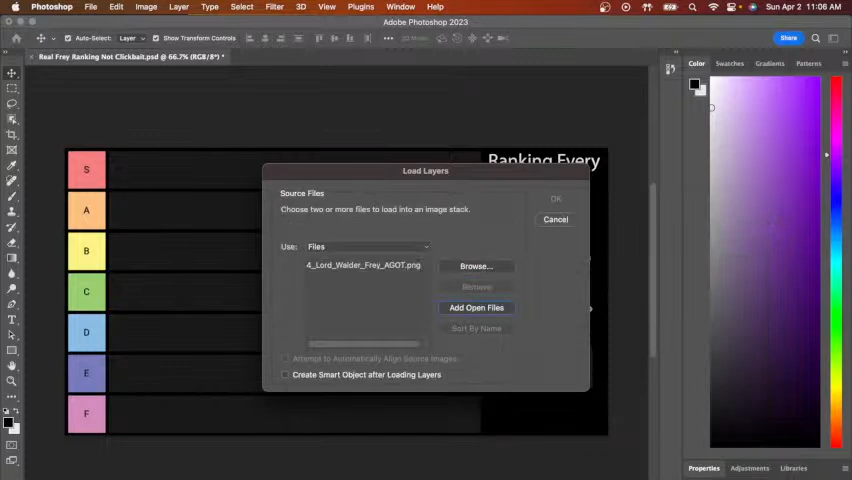 Photoshop File Edit Image Layer Type Select Filter 3D View Plugins Window Help Sun Apr 2 11:06 AM
Adobe Photoshop 2023
Auto-Select: Layer Show Transform Controls 3D Mode Share
Real Frey Ranking Not Clickbait.psd @ 66.7% (RGB/8*) *
Color Swatches Gradients Patterns
Ranking Every
S
A
B
C
D
E
F
Load Layers
Source Files
Choose two or more files to load into an image stack.
OK
Cancel
Use: Files
4_Lord_Walder_Frey_AGOT.png
Browse...
Remove
Add Open Files
Sort By Name
Attempt to Automatically Align Source Images
Create Smart Object after Loading Layers
Properties Adjustments Libraries